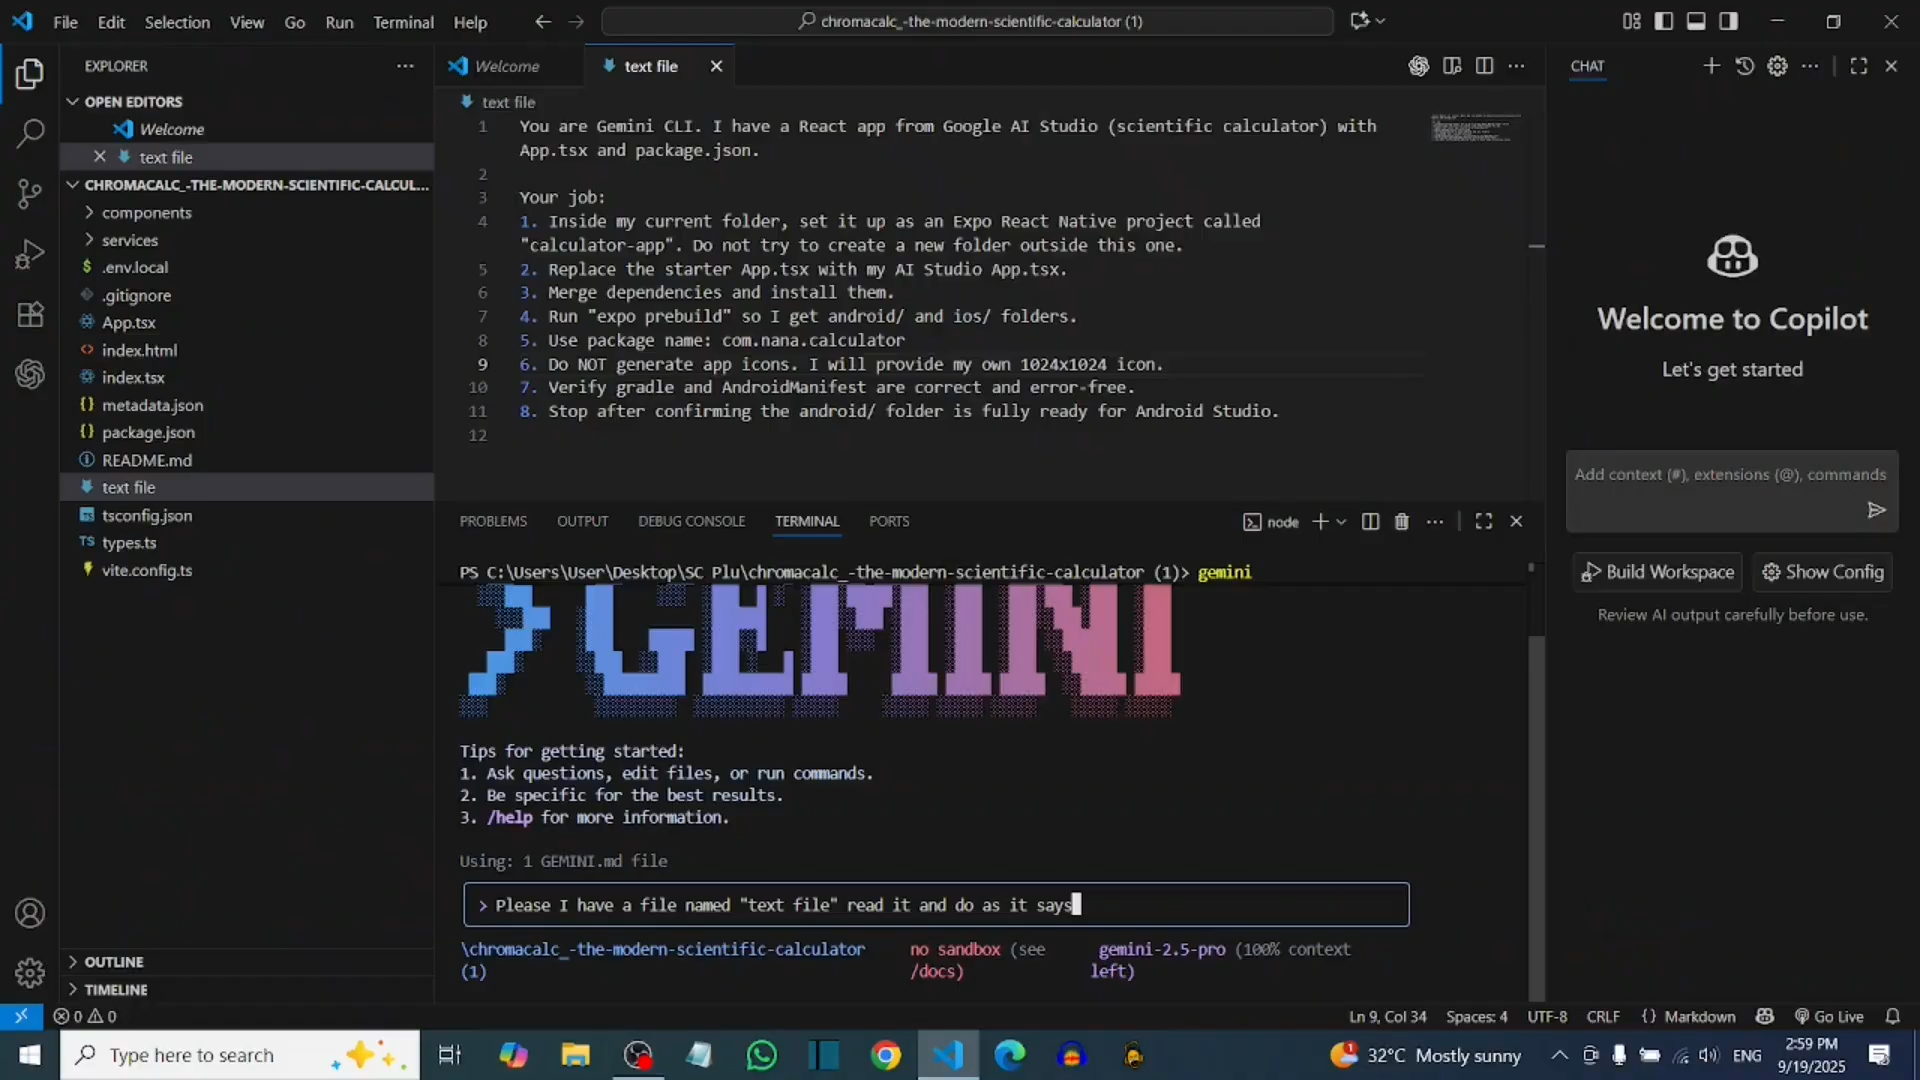 File Edit Selection View Go Run Terminal Help
chromacalc_-the-modern-scientific-calculator (1)
EXPLORER
OPEN EDITORS
Welcome
text file
CHROMACALC_-THE-MODERN-SCIENTIFIC-CALCUL...
components
services
.env.local
.gitignore
App.tsx
index.html
index.tsx
metadata.json
package.json
README.md
text file
tsconfig.json
types.ts
vite.config.ts
OUTLINE
TIMELINE
Welcome text file
text file
1 You are Gemini CLI. I have a React app from Google AI Studio (scientific calculator) with
App.tsx and package.json.
2
3 Your job:
4 1. Inside my current folder, set it up as an Expo React Native project called
"calculator-app". Do not try to create a new folder outside this one.
5 2. Replace the starter App.tsx with my AI Studio App.tsx.
6 3. Merge dependencies and install them.
7 4. Run "expo prebuild" so I get android/ and ios/ folders.
8 5. Use package name: com.nana.calculator
9 6. Do NOT generate app icons. I will provide my own 1024x1024 icon.
10 7. Verify gradle and AndroidManifest are correct and error-free.
11 8. Stop after confirming the android/ folder is fully ready for Android Studio.
12
PROBLEMS OUTPUT DEBUG CONSOLE TERMINAL PORTS
node
PS C:\Users\User\Desktop\SC Plu\chromacalc_-the-modern-scientific-calculator (1)> gemini
GEMINI
Tips for getting started:
1. Ask questions, edit files, or run commands.
2. Be specific for the best results.
3. /help for more information.
Using: 1 GEMINI.md file
> Please I have a file named "text file" read it and do as it says
\chromacalc_-the-modern-scientific-calculator no sandbox (see gemini-2.5-pro (100% context
(1) /docs) left)
CHAT
Welcome to Copilot
Let's get started
Add context (#), extensions (@), commands
Build Workspace
Show Config
Review AI output carefully before use.
0 0
Ln 9, Col 34 Spaces: 4 UTF-8 CRLF {} Markdown Go Live
Type here to search
1
32°C Mostly sunny
ENG
2:59 PM
9/19/2025